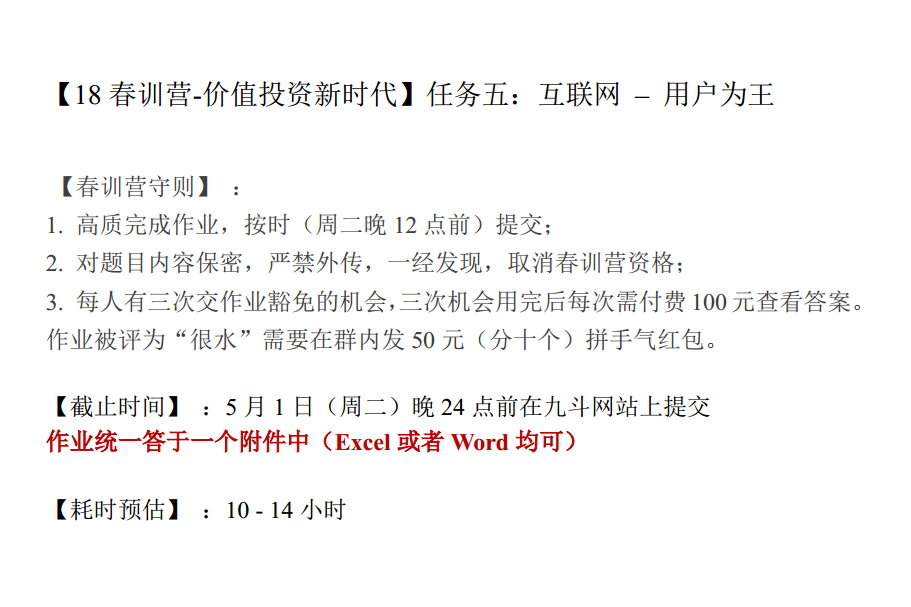 【18 春训营-价值投资新时代】任务五：互联网 – 用户为王
【春训营守则】 ：
1. 高质完成作业，按时（周二晚 12 点前）提交；
2. 对题目内容保密，严禁外传，一经发现，取消春训营资格；
3. 每人有三次交作业豁免的机会，三次机会用完后每次需付费 100 元查看答案。
作业被评为“很水”需要在群内发 50 元（分十个）拼手气红包。
【截止时间】 ：5 月 1 日（周二）晚 24 点前在九斗网站上提交
作业统一答于一个附件中（Excel 或者 Word 均可）
【耗时预估】 ：10 - 14 小时